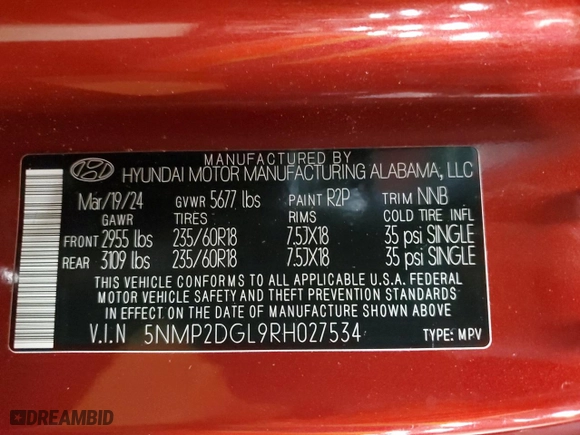 MANUFACTURED BY
HYUNDAI MOTOR MANUFACTURING ALABAMA, LLC
Mar/19/24 GVWR 5677 lbs PAINT R2P TRIM NNB
GAWR TIRES RIMS COLD TIRE INFL
FRONT 2955 lbs 235/60R18 7.5JX18 35 psi SINGLE
REAR 3109 lbs 235/60R18 7.5JX18 35 psi SINGLE
THIS VEHICLE CONFORMS TO ALL APPLICABLE U.S.A. FEDERAL
MOTOR VEHICLE SAFETY AND THEFT PREVENTION STANDARDS
IN EFFECT ON THE DATE OF MANUFACTURE SHOWN ABOVE
V.I.N 5NMP2DGL9RH027534 TYPE: MPV
DREAMBID